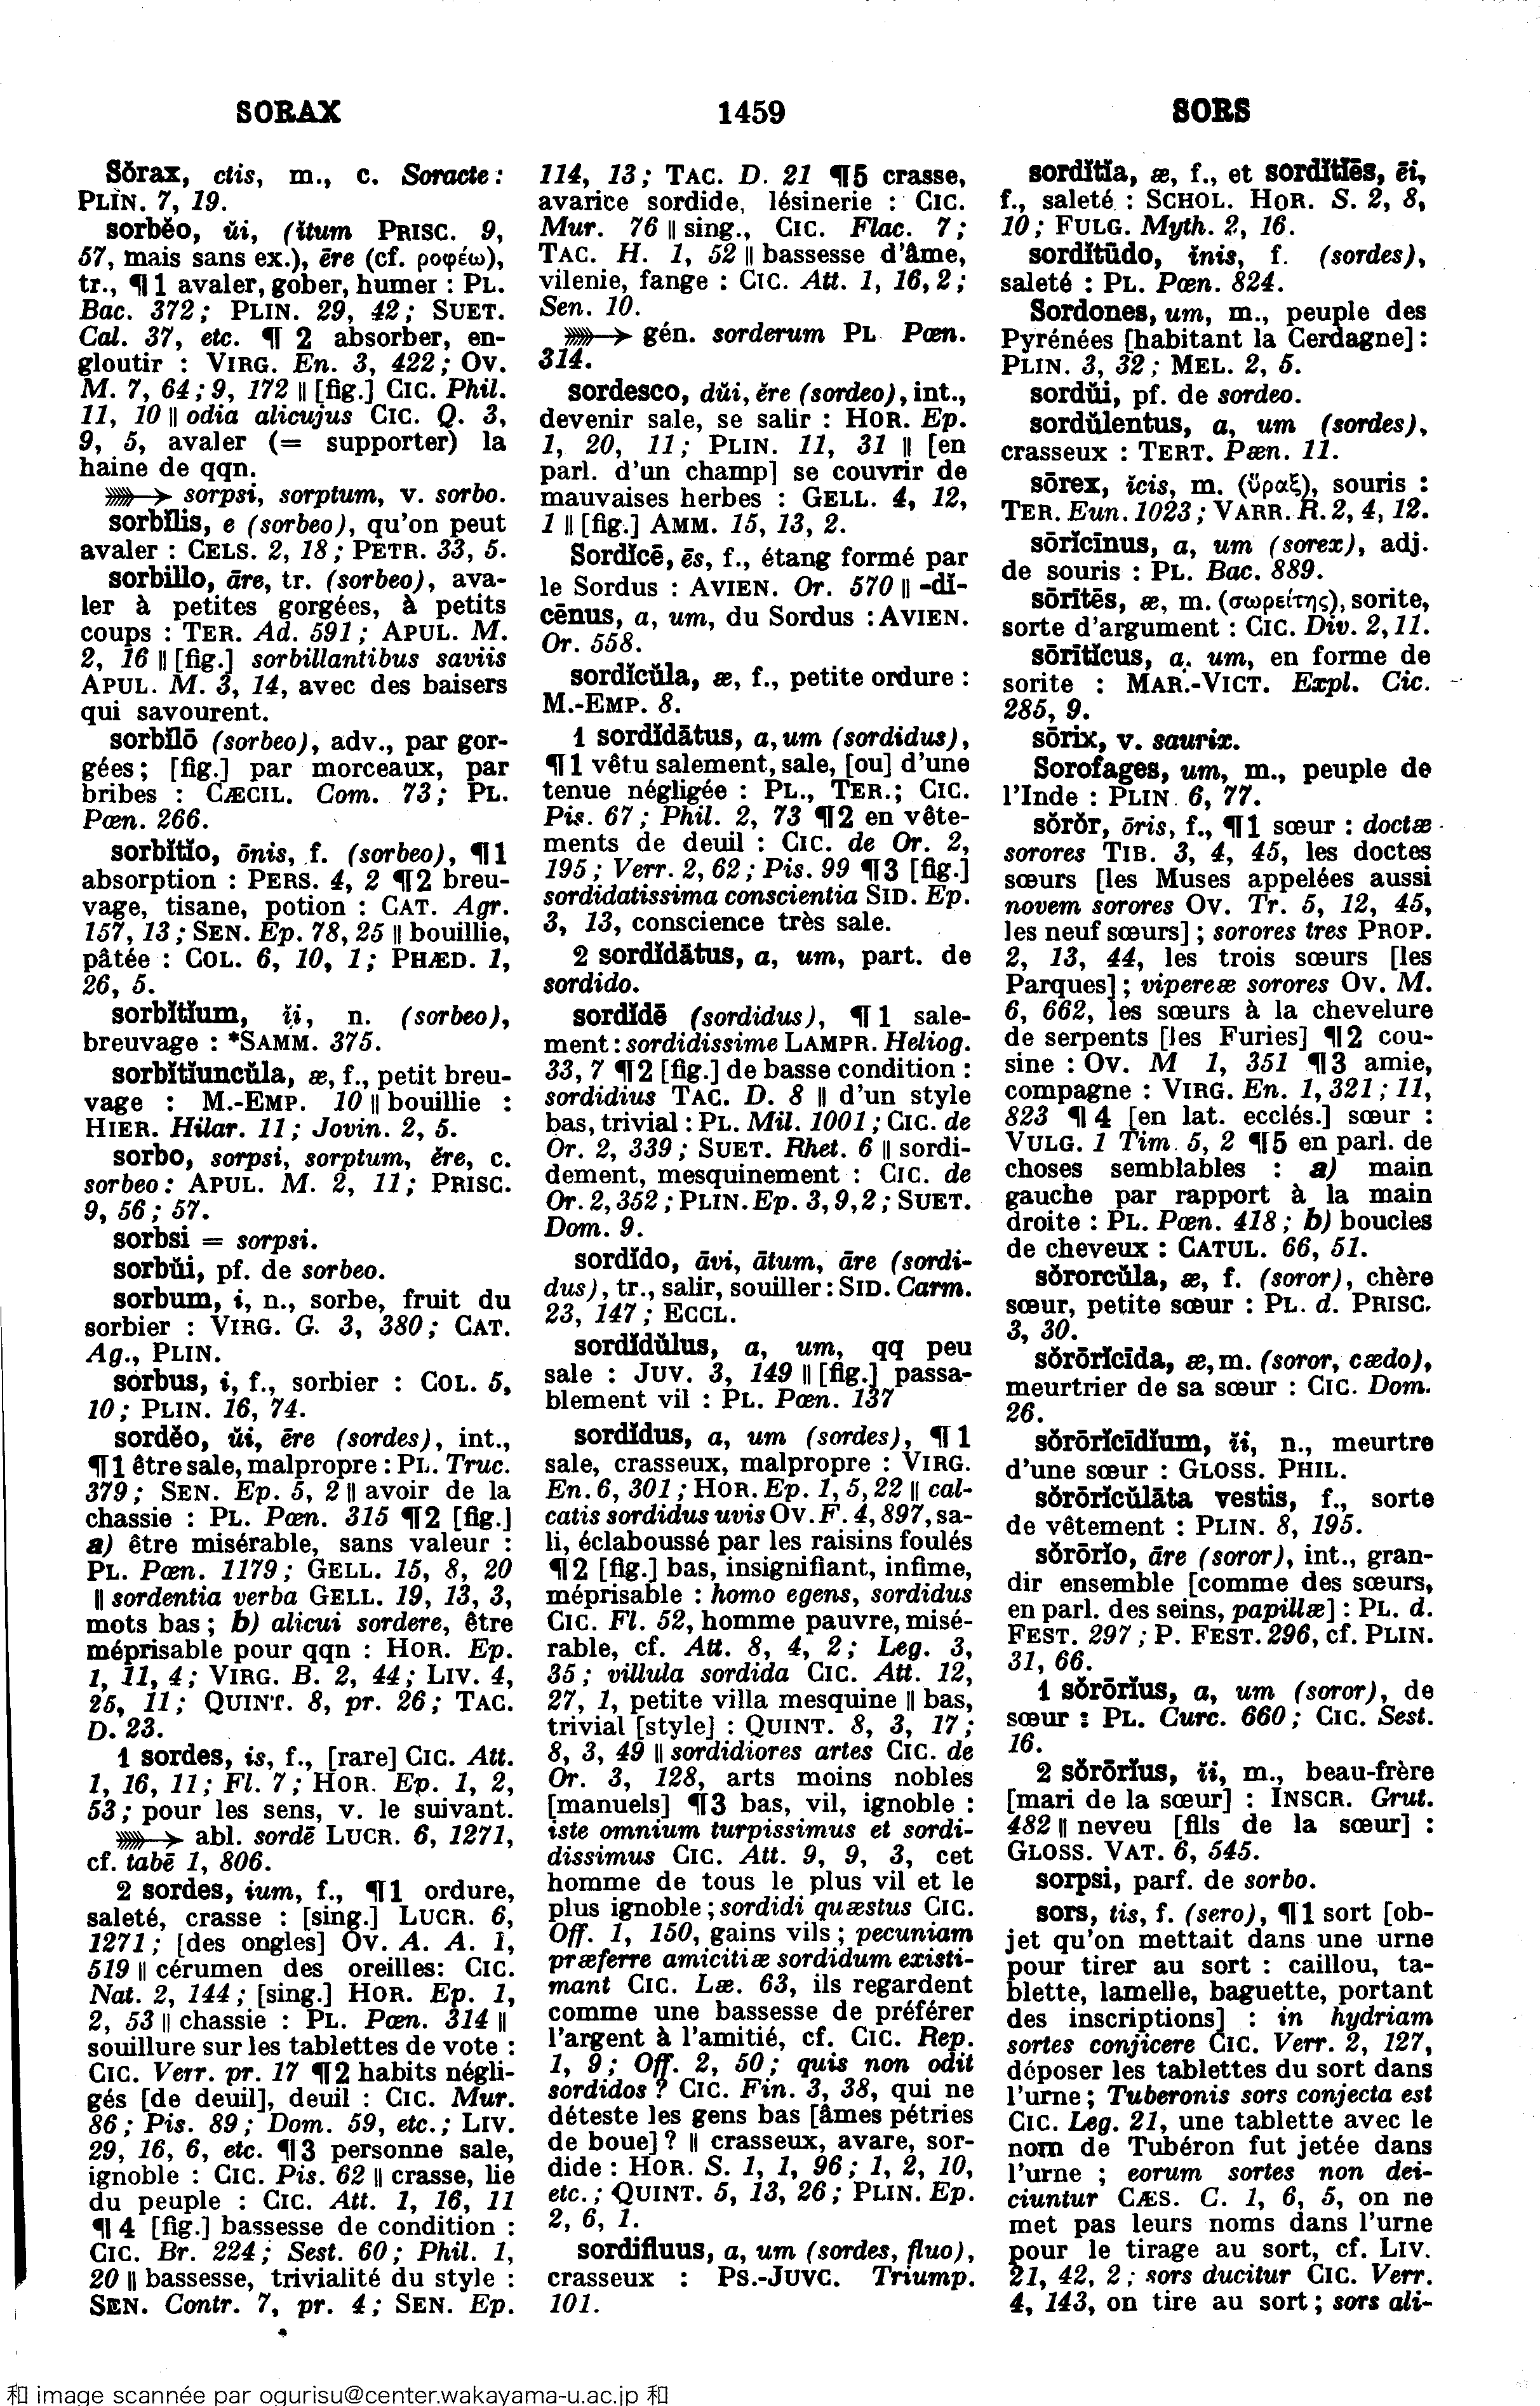 SORAX
1459
SORS
Sŏrax, ctis, m., c. Soracte :
PLIN. 7, 19.
sorbĕo, ŭi, (ĭtum PRISC. 9,
57, mais sans ex.), ēre (cf. ροφέω),
tr., ¶ 1 avaler, gober, humer : PL.
Bac. 372 ; PLIN. 29, 42 ; SUET.
Cal. 37, etc. ¶ 2 absorber, en-
gloutir : VIRG. En. 3, 422 ; OV.
M. 7, 64 ; 9, 172 || [fig.] CIC. Phil.
11, 10 || odia alicujus CIC. Q. 3,
9, 5, avaler (= supporter) la
haine de qqn.
➳ sorpsi, sorptum, v. sorbo.
sorbĭlis, e (sorbeo), qu'on peut
avaler : CELS. 2, 18 ; PETR. 33, 5.
sorbillo, āre, tr. (sorbeo), ava-
ler à petites gorgées, à petits
coups : TER. Ad. 591 ; APUL. M.
2, 16 || [fig.] sorbillantibus saviis
APUL. M. 3, 14, avec des baisers
qui savourent.
sorbĭlō (sorbeo), adv., par gor-
gées ; [fig.] par morceaux, par
bribes : CÆCIL. Com. 73 ; PL.
Pœn. 266.
sorbĭtĭo, ōnis, f. (sorbeo), ¶ 1
absorption : PERS. 4, 2 ¶ 2 breu-
vage, tisane, potion : CAT. Agr.
157, 13 ; SEN. Ep. 78, 25 || bouillie,
pâtée : COL. 6, 10, 1 ; PHÆD. 1,
26, 5.
sorbĭtĭum, ĭi, n. (sorbeo),
breuvage : *SAMM. 375.
sorbĭtĭuncŭla, æ, f., petit breu-
vage : M.-EMP. 10 || bouillie :
HIER. Hilar. 11 ; Jovin. 2, 5.
sorbo, sorpsi, sorptum, ĕre, c.
sorbeo : APUL. M. 2, 11 ; PRISC.
9, 56 ; 57.
sorbsi = sorpsi.
sorbŭi, pf. de sorbeo.
sorbum, i, n., sorbe, fruit du
sorbier : VIRG. G. 3, 380 ; CAT.
Ag., PLIN.
sorbus, i, f., sorbier : COL. 5,
10 ; PLIN. 16, 74.
sordĕo, ŭi, ēre (sordes), int.,
¶ 1 être sale, malpropre : PL. Truc.
379 ; SEN. Ep. 5, 2 || avoir de la
chassie : PL. Pœn. 315 ¶ 2 [fig.]
a) être misérable, sans valeur :
PL. Pœn. 1179 ; GELL. 15, 8, 20
|| sordentia verba GELL. 19, 13, 3,
mots bas ; b) alicui sordere, être
méprisable pour qqn : HOR. Ep.
1, 11, 4 ; VIRG. B. 2, 44 ; LIV. 4,
25, 11 ; QUINT. 8, pr. 26 ; TAC.
D. 23.
1 sordes, is, f., [rare] CIC. Att.
1, 16, 11 ; Fl. 7 ; HOR. Ep. 1, 2,
53 ; pour les sens, v. le suivant.
➳ abl. sordē LUCR. 6, 1271,
cf. tabē 1, 806.
2 sordes, ium, f., ¶ 1 ordure,
saleté, crasse : [sing.] LUCR. 6,
1271 ; [des ongles] OV. A. A. 1,
519 || cérumen des oreilles : CIC.
Nat. 2, 144 ; [sing.] HOR. Ep. 1,
2, 53 || chassie : PL. Pœn. 314 ||
souillure sur les tablettes de vote :
CIC. Verr. pr. 17 ¶ 2 habits négli-
gés [de deuil], deuil : CIC. Mur.
86 ; Pis. 89 ; Dom. 59, etc. ; LIV.
29, 16, 6, etc. ¶ 3 personne sale,
ignoble : CIC. Pis. 62 || crasse, lie
du peuple : CIC. Att. 1, 16, 11
¶ 4 [fig.] bassesse de condition :
CIC. Br. 224 ; Sest. 60 ; Phil. 1,
20 || bassesse, trivialité du style :
SEN. Contr. 7, pr. 4 ; SEN. Ep.
114, 13 ; TAC. D. 21 ¶ 5 crasse,
avarice sordide, lésinerie : CIC.
Mur. 76 || sing., CIC. Flac. 7 ;
TAC. H. 1, 52 || bassesse d'âme,
vilenie, fange : CIC. Att. 1, 16, 2 ;
Sen. 10.
➳ gén. sorderum PL Pœn.
314.
sordesco, dŭi, ĕre (sordeo), int.,
devenir sale, se salir : HOR. Ep.
1, 20, 11 ; PLIN. 11, 31 || [en
parl. d'un champ] se couvrir de
mauvaises herbes : GELL. 4, 12,
1 || [fig.] AMM. 15, 13, 2.
Sordĭcē, ēs, f., étang formé par
le Sordus : AVIEN. Or. 570 || -dĭ-
cēnus, a, um, du Sordus : AVIEN.
Or. 558.
sordĭcŭla, æ, f., petite ordure :
M.-EMP. 8.
1 sordĭdātus, a, um (sordidus),
¶ 1 vêtu salement, sale, [ou] d'une
tenue négligée : PL., TER. ; CIC.
Pis. 67 ; Phil. 2, 73 ¶ 2 en vête-
ments de deuil : CIC. de Or. 2,
195 ; Verr. 2, 62 ; Pis. 99 ¶ 3 [fig.]
sordidatissima conscientia SID. Ep.
3, 13, conscience très sale.
2 sordĭdātus, a, um, part. de
sordido.
sordĭdē (sordidus), ¶ 1 sale-
ment : sordidissime LAMPR. Heliog.
33, 7 ¶ 2 [fig.] de basse condition :
sordidius TAC. D. 8 || d'un style
bas, trivial : PL. Mil. 1001 ; CIC. de
Or. 2, 339 ; SUET. Rhet. 6 || sordi-
dement, mesquinement : CIC. de
Or. 2, 352 ; PLIN. Ep. 3, 9, 2 ; SUET.
Dom. 9.
sordĭdo, āvi, ātum, āre (sordi-
dus), tr., salir, souiller : SID. Carm.
23, 147 ; ECCL.
sordĭdŭlus, a, um, qq peu
sale : JUV. 3, 149 || [fig.] passa-
blement vil : PL. Pœn. 137
sordĭdus, a, um (sordes), ¶ 1
sale, crasseux, malpropre : VIRG.
En. 6, 301 ; HOR. Ep. 1, 5, 22 || cal-
catis sordidus uvis OV. F. 4, 897, sa-
li, éclaboussé par les raisins foulés
¶ 2 [fig.] bas, insignifiant, infime,
méprisable : homo egens, sordidus
CIC. Fl. 52, homme pauvre, misé-
rable, cf. Att. 8, 4, 2 ; Leg. 3,
35 ; villula sordida CIC. Att. 12,
27, 1, petite villa mesquine || bas,
trivial [style] : QUINT. 8, 3, 17 ;
8, 3, 49 || sordidiores artes CIC. de
Or. 3, 128, arts moins nobles
[manuels] ¶ 3 bas, vil, ignoble :
iste omnium turpissimus et sordi-
dissimus CIC. Att. 9, 9, 3, cet
homme de tous le plus vil et le
plus ignoble ; sordidi quæstus CIC.
Off. 1, 150, gains vils ; pecuniam
præferre amicitiæ sordidum existi-
mant CIC. Læ. 63, ils regardent
comme une bassesse de préférer
l'argent à l'amitié, cf. CIC. Rep.
1, 9 ; Off. 2, 50 ; quis non odit
sordidos ? CIC. Fin. 3, 38, qui ne
déteste les gens bas [âmes pétries
de boue] ? || crasseux, avare, sor-
dide : HOR. S. 1, 1, 96 ; 1, 2, 10,
etc. ; QUINT. 5, 13, 26 ; PLIN. Ep.
2, 6, 1.
sordifluus, a, um (sordes, fluo),
crasseux : PS.-JUVC. Triump.
101.
sordĭtĭa, æ, f., et sordĭtĭēs, ēi,
f., saleté : SCHOL. HOR. S. 2, 8,
10 ; FULG. Myth. 2, 16.
sordĭtūdo, ĭnis, f. (sordes),
saleté : PL. Pœn. 824.
Sordones, um, m., peuple des
Pyrénées [habitant la Cerdagne] :
PLIN. 3, 32 ; MEL. 2, 5.
sordŭi, pf. de sordeo.
sordŭlentus, a, um (sordes),
crasseux : TERT. Pæn. 11.
sōrex, ĭcis, m. (ὕραξ), souris :
TER. Eun. 1023 ; VARR. R. 2, 4, 12.
sōrĭcīnus, a, um (sorex), adj.
de souris : PL. Bac. 889.
sōrītēs, æ, m. (σωρείτης), sorite,
sorte d'argument : CIC. Div. 2, 11.
sōrītĭcus, a, um, en forme de
sorite : MAR.-VICT. Expl. Cic.
285, 9.
sōrix, v. saurix.
Sorofages, um, m., peuple de
l'Inde : PLIN. 6, 77.
sŏrŏr, ōris, f., ¶ 1 sœur : doctæ
sorores TIB. 3, 4, 45, les doctes
sœurs [les Muses appelées aussi
novem sorores OV. Tr. 5, 12, 45,
les neuf sœurs] ; sorores tres PROP.
2, 13, 44, les trois sœurs [les
Parques] ; vipereæ sorores OV. M.
6, 662, les sœurs à la chevelure
de serpents [les Furies] ¶ 2 cou-
sine : OV. M 1, 351 ¶ 3 amie,
compagne : VIRG. En. 1, 321 ; 11,
823 ¶ 4 [en lat. ecclés.] sœur :
VULG. 1 Tim. 5, 2 ¶ 5 en parl. de
choses semblables : a) main
gauche par rapport à la main
droite : PL. Pœn. 418 ; b) boucles
de cheveux : CATUL. 66, 51.
sŏrorcŭla, æ, f. (soror), chère
sœur, petite sœur : PL. d. PRISC.
3, 30.
sŏrōrĭcīda, æ, m. (soror, cædo),
meurtrier de sa sœur : CIC. Dom.
26.
sŏrōrĭcīdĭum, ĭi, n., meurtre
d'une sœur : GLOSS. PHIL.
sŏrōrĭcŭlāta vestis, f., sorte
de vêtement : PLIN. 8, 195.
sŏrōrĭo, āre (soror), int., gran-
dir ensemble [comme des sœurs,
en parl. des seins, papillæ] : PL. d.
FEST. 297 ; P. FEST. 296, cf. PLIN.
31, 66.
1 sŏrōrĭus, a, um (soror), de
sœur : PL. Curc. 660 ; CIC. Sest.
16.
2 sŏrōrĭus, ĭi, m., beau-frère
[mari de la sœur] : INSCR. Grut.
482 || neveu [fils de la sœur] :
GLOSS. VAT. 6, 545.
sorpsi, parf. de sorbo.
sors, tis, f. (sero), ¶ 1 sort [ob-
jet qu'on mettait dans une urne
pour tirer au sort : caillou, ta-
blette, lamelle, baguette, portant
des inscriptions] : in hydriam
sortes conjicere CIC. Verr. 2, 127,
déposer les tablettes du sort dans
l'urne ; Tuberonis sors conjecta est
CIC. Leg. 21, une tablette avec le
nom de Tubéron fut jetée dans
l'urne ; eorum sortes non dei-
ciuntur CÆS. C. 1, 6, 5, on ne
met pas leurs noms dans l'urne
pour le tirage au sort, cf. LIV.
21, 42, 2 ; sors ducitur CIC. Verr.
4, 143, on tire au sort ; sors ali-
和 image scannée par ogurisu@center.wakayama-u.ac.jp 和